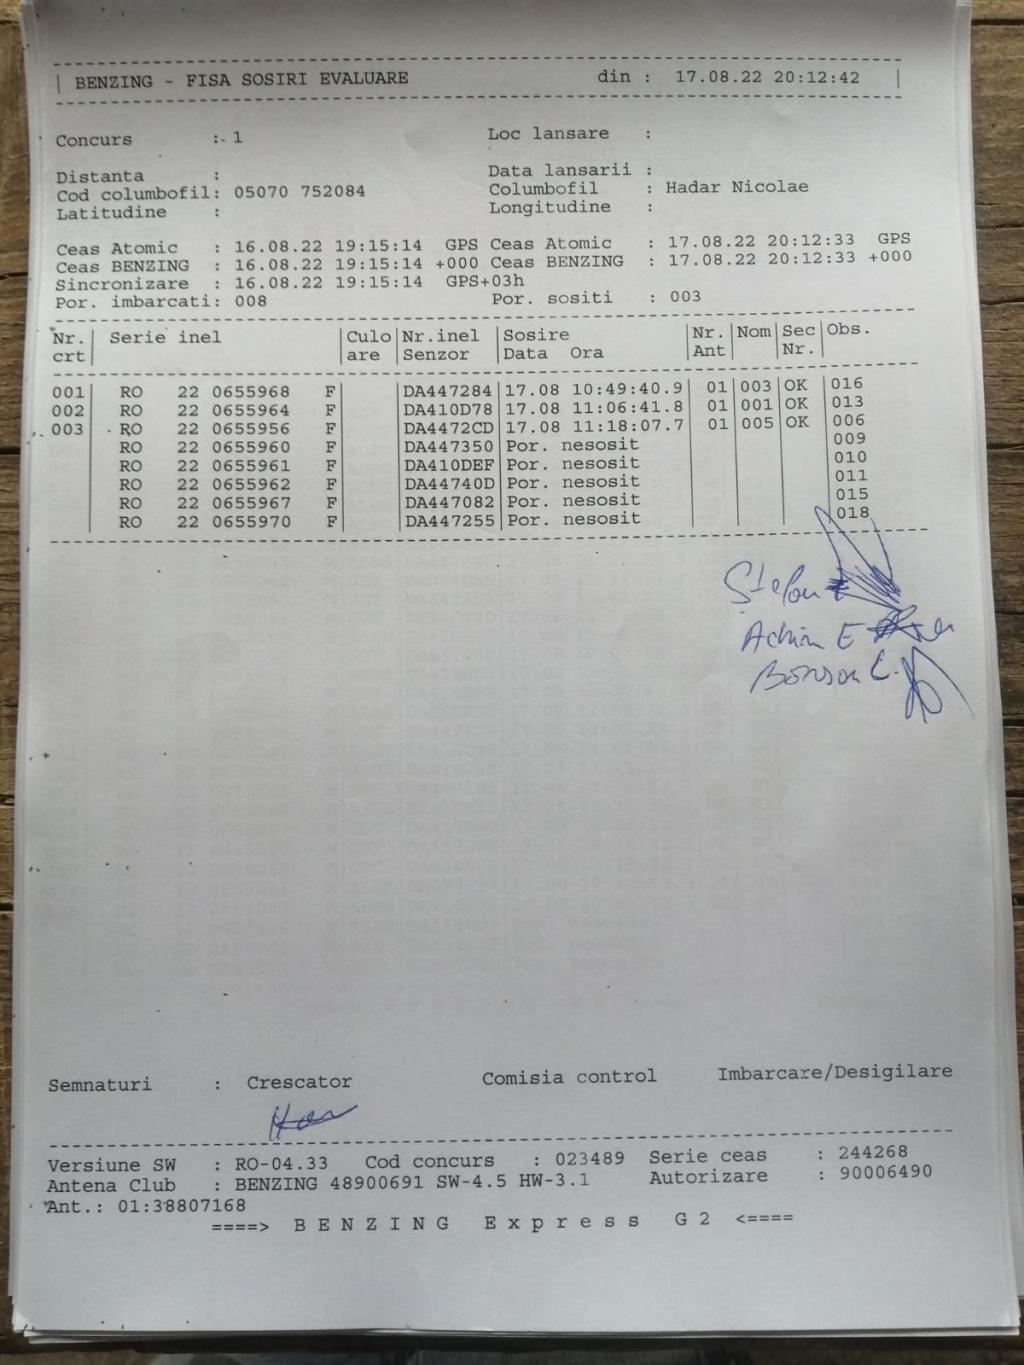 BENZING - FISA SOSIRI EVALUARE din : 17.08.22 20:12:42
Concurs : 1 Loc lansare :
Distanta : Data lansarii :
Cod columbofil: 05070 752084 Columbofil : Hadar Nicolae
Latitudine : Longitudine :
Ceas Atomic : 16.08.22 19:15:14 GPS Ceas Atomic : 17.08.22 20:12:33 GPS
Ceas BENZING : 16.08.22 19:15:14 +000 Ceas BENZING : 17.08.22 20:12:33 +000
Sincronizare : 16.08.22 19:15:14 GPS+03h
Por. imbarcati: 008 Por. sositi : 003
Nr. Serie inel Culo Nr.inel Sosire Nr. Nom Sec Obs.
crt are Senzor Data Ora Ant Nr.
001 RO 22 0655968 F DA447284 17.08 10:49:40.9 01 003 OK 016
002 RO 22 0655964 F DA410D78 17.08 11:06:41.8 01 001 OK 013
003 RO 22 0655956 F DA4472CD 17.08 11:18:07.7 01 005 OK 006
RO 22 0655960 F DA447350 Por. nesosit 009
RO 22 0655961 F DA410DEF Por. nesosit 010
RO 22 0655962 F DA44740D Por. nesosit 011
RO 22 0655967 F DA447082 Por. nesosit 015
RO 22 0655970 F DA447255 Por. nesosit 018
Achim E
Semnaturi : Crescator Comisia control Imbarcare/Desigilare
Versiune SW : RO-04.33 Cod concurs : 023489 Serie ceas : 244268
Antena Club : BENZING 48900691 SW-4.5 HW-3.1 Autorizare : 90006490
Ant.: 01:38807168
====> BENZING Express G2 <====